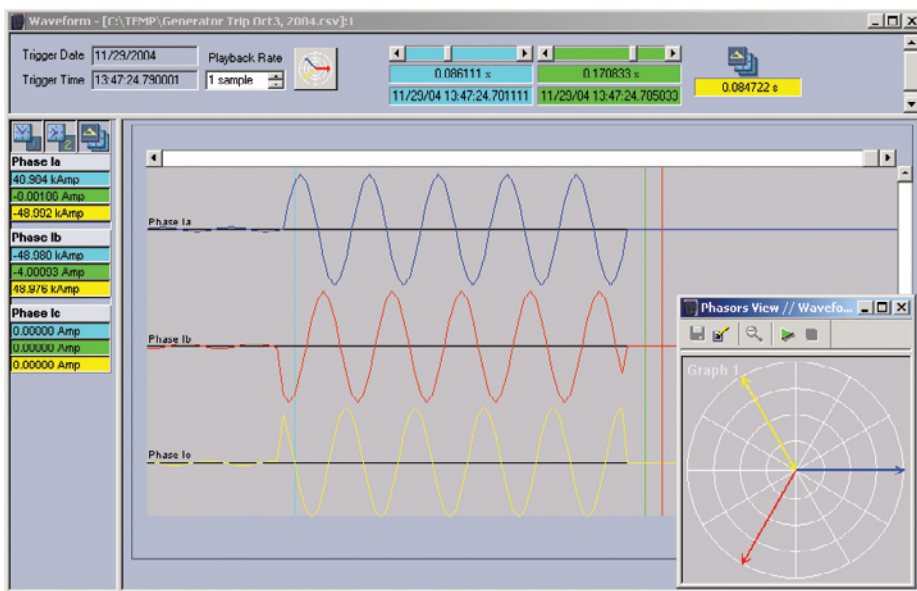 Waveform - [C:\TEMP\Generator Trip Oct3, 2004.csv]:1
Trigger Date 11/29/2004
Playback Rate
Trigger Time 13:47:24.790001
1 sample
0.086111 s
0.170833 s
11/29/04 13:47:24.701111
11/29/04 13:47:24.785833
0.084722 s
2
Phase Ia
40.904 kAmp
-0.00106 Amp
-48.992 kAmp
Phase Ib
-48.980 kAmp
-4.00093 Amp
48.976 kAmp
Phase Ic
0.00000 Amp
0.00000 Amp
0.00000 Amp
Phase Ia
Phase Ib
Phase Ic
Phasors View // Wavefo...
Graph 1